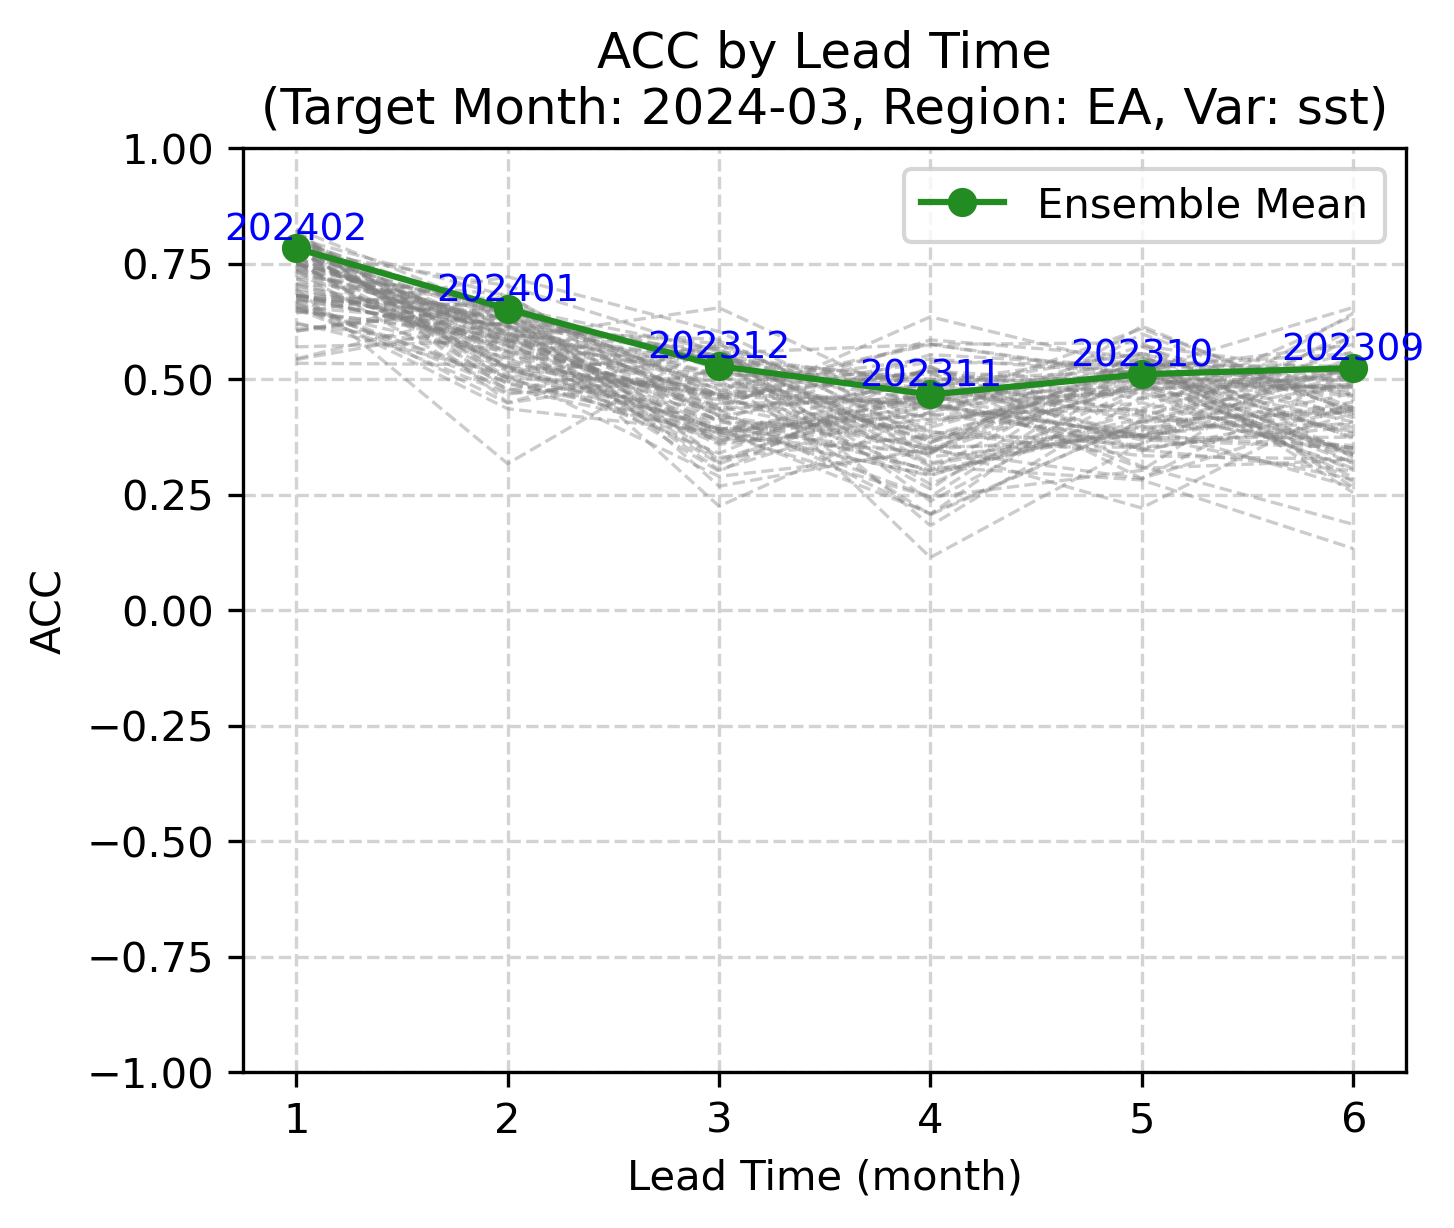 ACC by Lead Time
(Target Month: 2024-03, Region: EA, Var: sst)
1.00
0.75
0.50
0.25
0.00
−0.25
−0.50
−0.75
−1.00
ACC
Ensemble Mean
202402
202401
202312
202311
202310
202309
1 2 3 4 5 6
Lead Time (month)